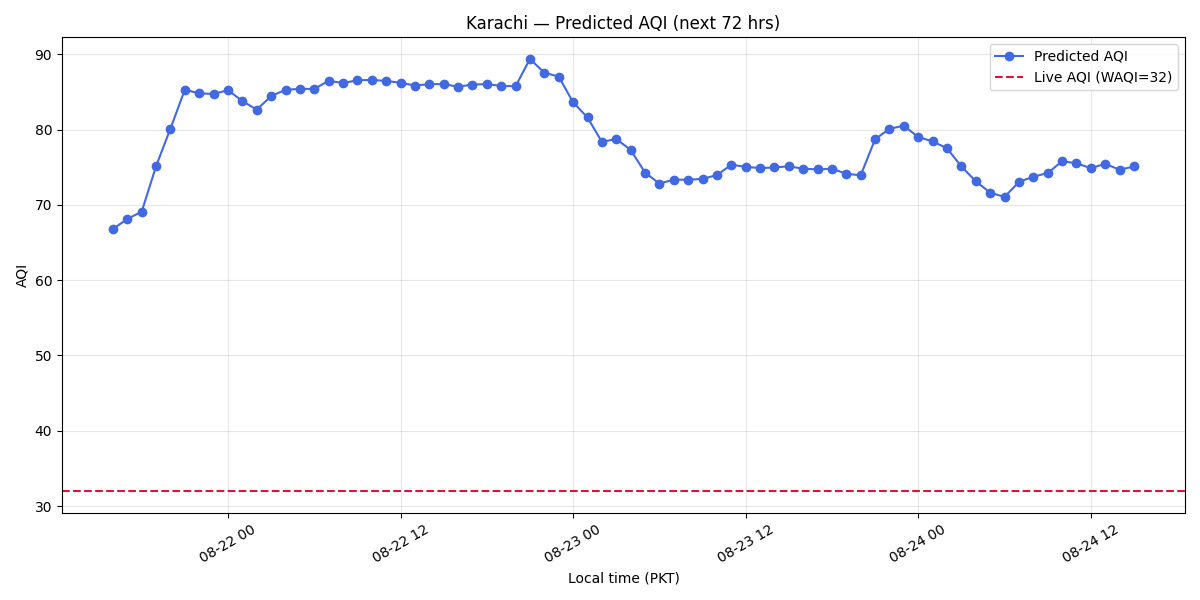 Karachi — Predicted AQI (next 72 hrs)
Predicted AQI
Live AQI (WAQI=32)
90
80
70
60
50
40
30
AQI
08-22 00
08-22 12
08-23 00
08-23 12
08-24 00
08-24 12
Local time (PKT)